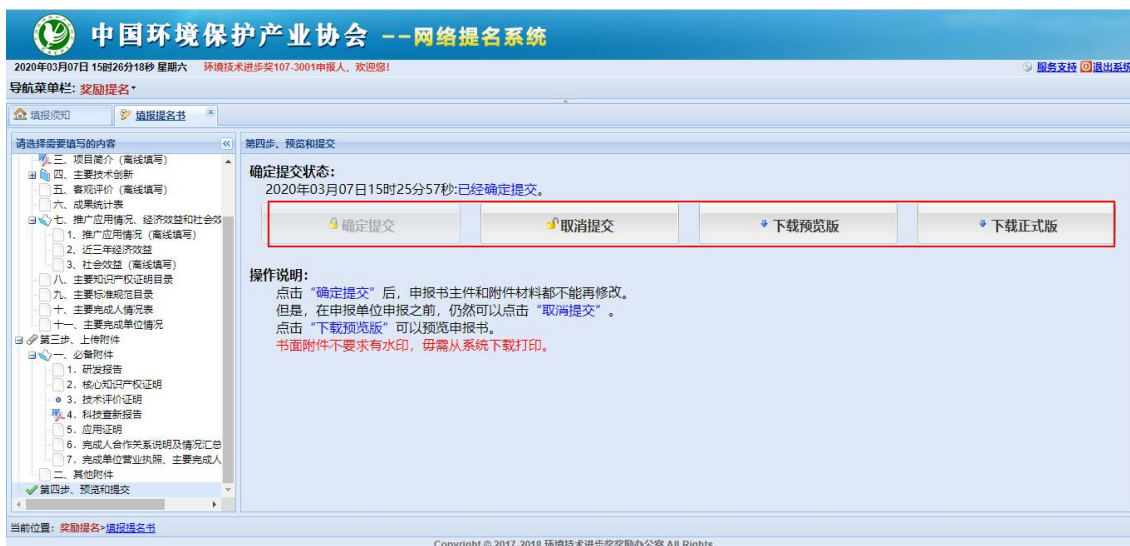 中国环境保护产业协会 --网络提名系统
2020年03月07日 15时26分18秒 星期六 环境技术进步奖107-3001申报人，欢迎您!
服务支持 退出系统
导航菜单栏: 奖励提名
填报须知 填报提名书
请选择需要填写的内容
三、项目简介（离线填写）
四、主要技术创新
五、客观评价（离线填写）
六、成果统计表
七、推广应用情况、经济效益和社会效
1、推广应用情况（离线填写）
2、近三年经济效益
3、社会效益（离线填写）
八、主要知识产权证明目录
九、主要标准规范目录
十、主要完成人情况表
十一、主要完成单位情况
第三步、上传附件
一、必备附件
1. 研发报告
2. 核心知识产权证明
3. 技术评价证明
4. 科技查新报告
5. 应用证明
6. 完成人合作关系说明及情况汇总
7. 完成单位营业执照、主要完成人
二、其他附件
第四步、预览和提交
第四步、预览和提交
确定提交状态：
2020年03月07日15时25分57秒:已经确定提交。
确定提交 取消提交 下载预览版 下载正式版
操作说明：
点击“确定提交”后，申报书主件和附件材料都不能再修改。
但是，在申报单位申报之前，仍然可以点击“取消提交”。
点击“下载预览版”可以预览申报书。
书面附件不要求有水印，毋需从系统下载打印。
当前位置：奖励提名>填报提名书
Copyright © 2017-2018 环境技术进步奖奖励办公室 All Rights